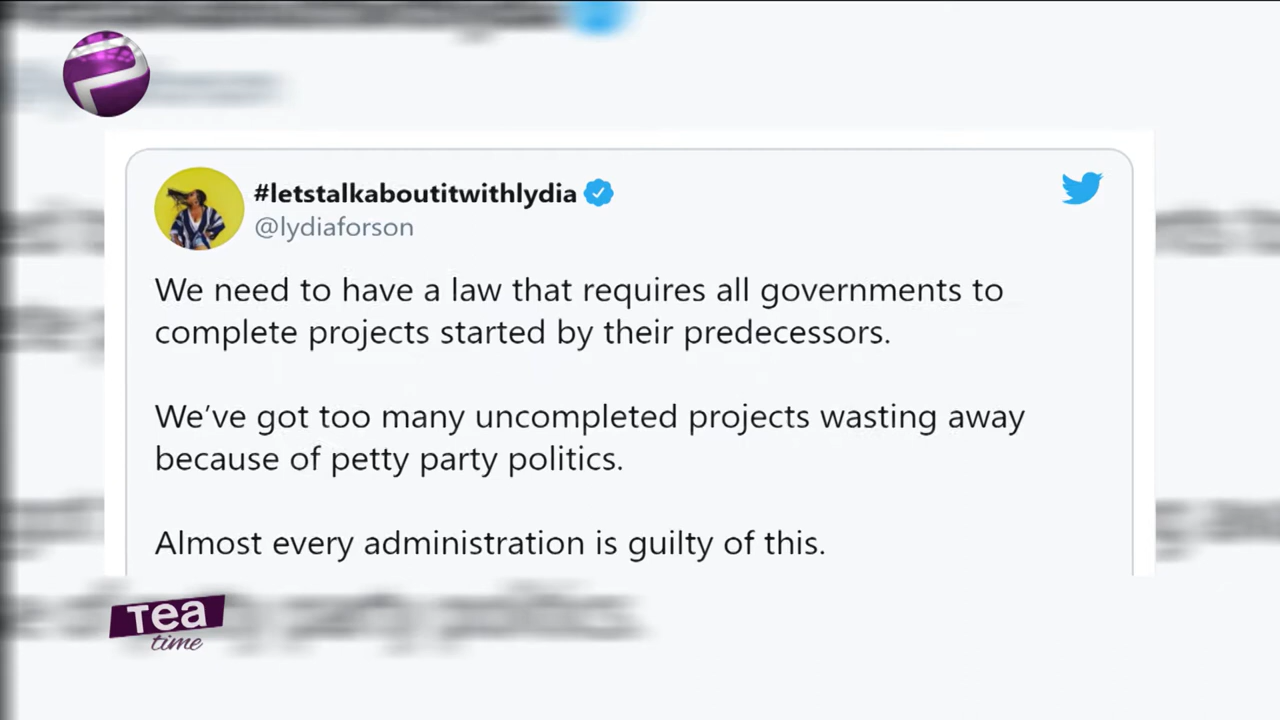 #letstalkaboutitwithlydia
@lydiaforson
We need to have a law that requires all governments to
complete projects started by their predecessors.
We've got too many uncompleted projects wasting away
because of petty party politics.
Almost every administration is guilty of this.
Tea
time